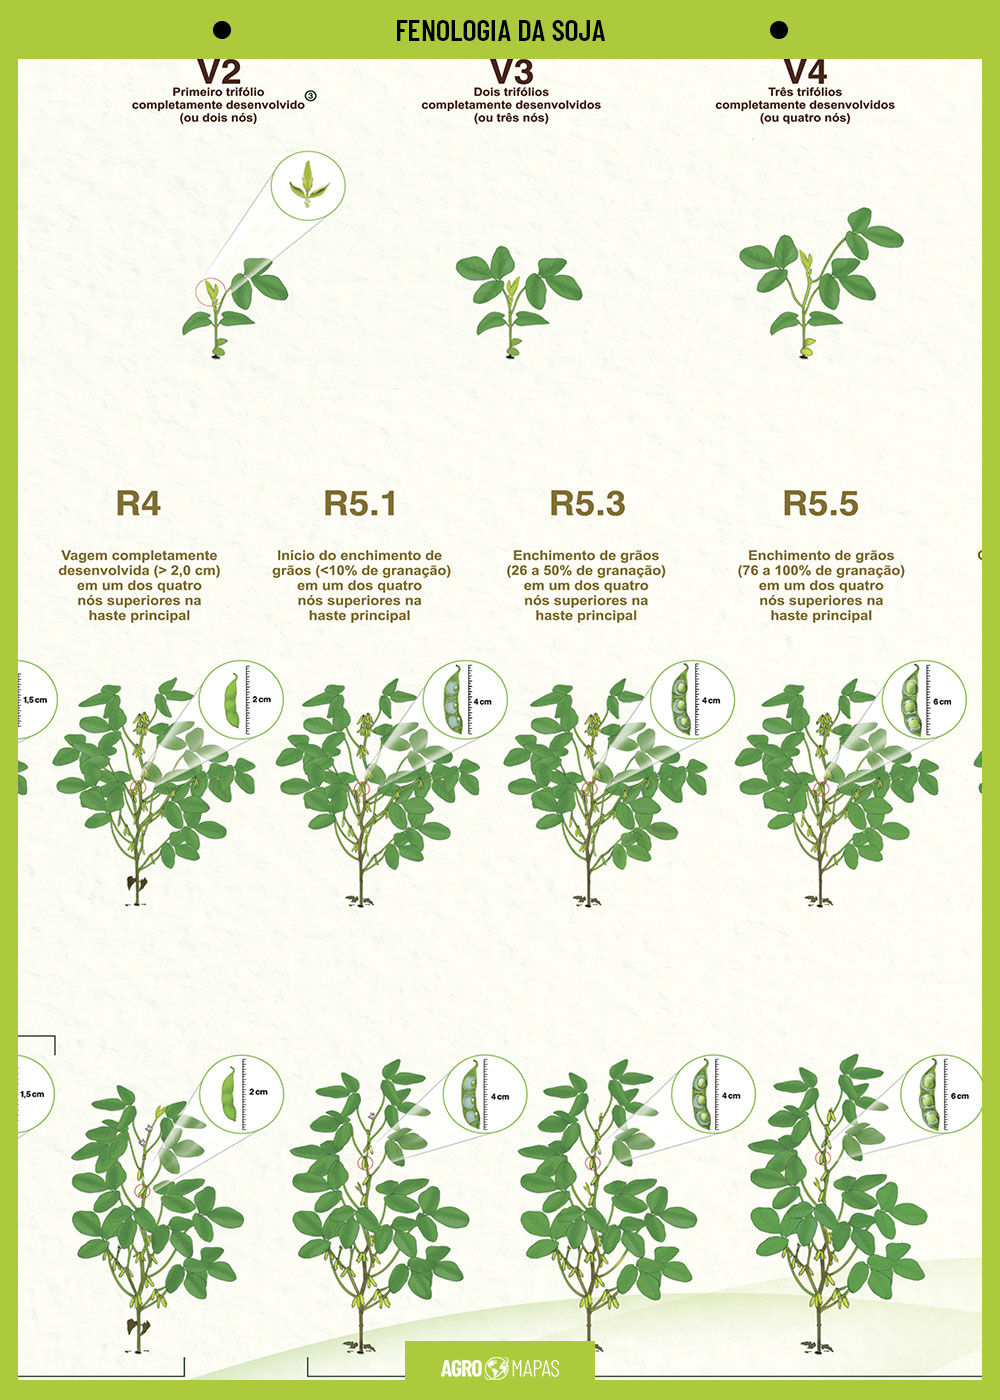 FENOLOGIA DA SOJA
V2
Primeiro trifólio
completamente desenvolvido
(ou dois nós)
3
V3
Dois trifólios
completamente desenvolvidos
(ou três nós)
V4
Três trifólios
completamente desenvolvidos
(ou quatro nós)
R4
Vagem completamente
desenvolvida (> 2,0 cm)
em um dos quatro
nós superiores na
haste principal
R5.1
Início do enchimento de
grãos (<10% de granação)
em um dos quatro
nós superiores na
haste principal
R5.3
Enchimento de grãos
(26 a 50% de granação)
em um dos quatro
nós superiores na
haste principal
R5.5
Enchimento de grãos
(76 a 100% de granação)
em um dos quatro
nós superiores na
haste principal
1,5 cm
2 cm
4 cm
4 cm
6 cm
1,5 cm
2 cm
4 cm
4 cm
6 cm
AGRO MAPAS